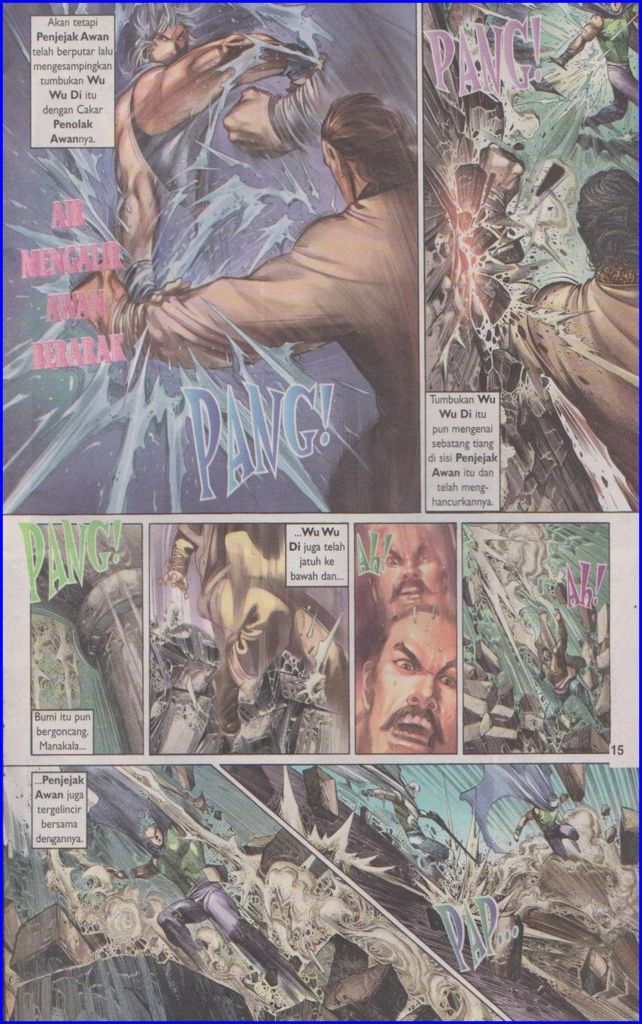 Akan tetapi
Penjejak Awan
telah berputar lalu
mengesampingkan
tumbukan Wu
Wu Di itu
dengan Cakar
Penolak
Awannya.
AIR
MENGALIR
AWAN
BERARAK
PANG!
PANG!
Tumbukan Wu
Wu Di itu
pun mengenai
sebatang tiang
di sisi Penjejak
Awan itu dan
telah meng-
hancurkannya.
PANG!
Bumi itu pun
bergoncang.
Manakala...
...Wu Wu
Di juga telah
jatuh ke
bawah dan...
Ah!
Ah!
15
...Penjejak
Awan juga
tergelincir
bersama
dengannya.
PAP...